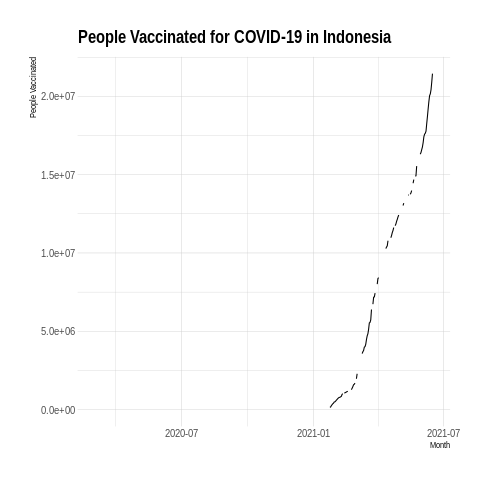 People Vaccinated for COVID-19 in Indonesia
People Vaccinated
2.0e+07
1.5e+07
1.0e+07
5.0e+06
0.0e+00
2020-07
2021-01
2021-07
Month